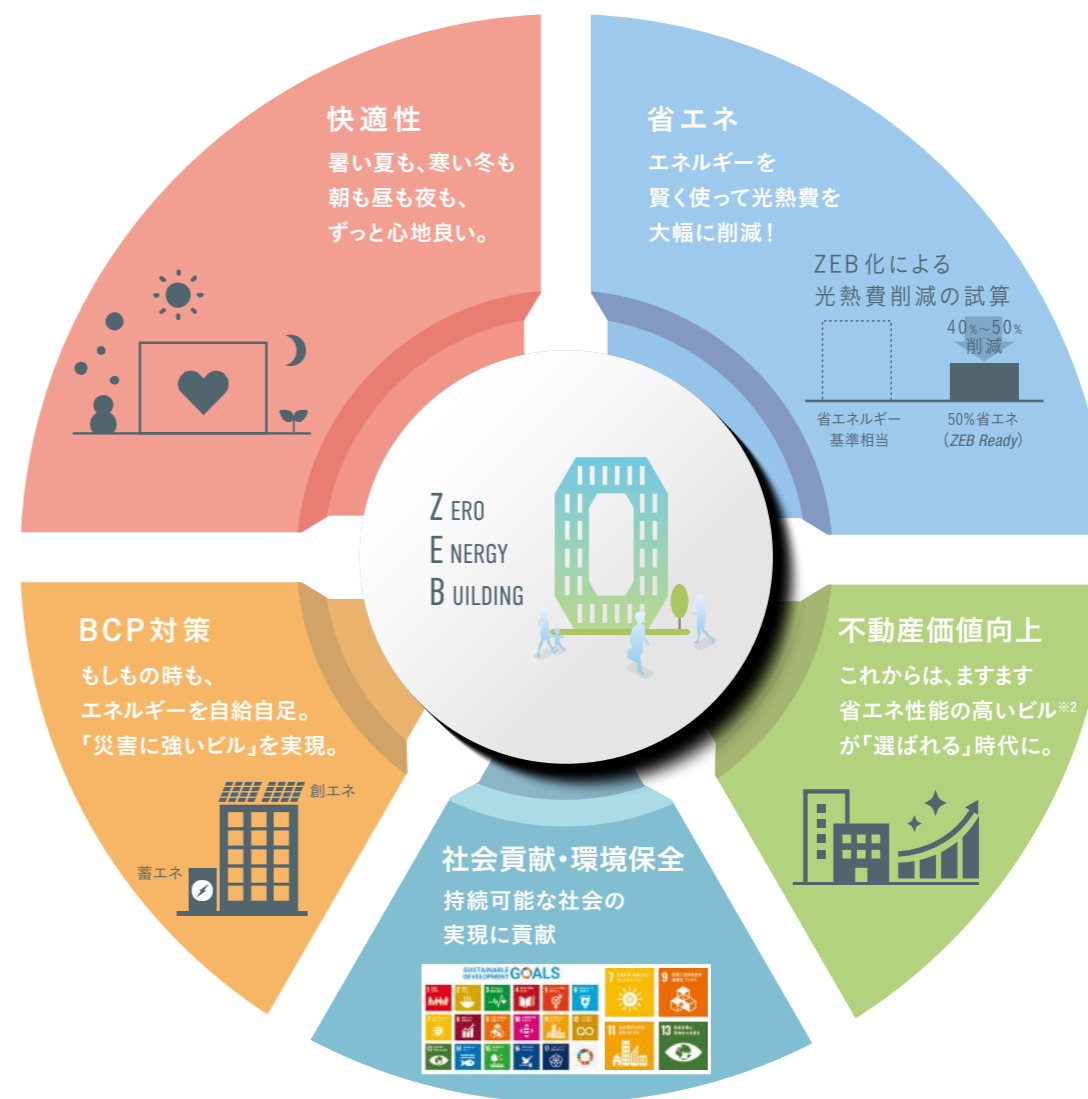 快適性
暑い夏も、寒い冬も
朝も昼も夜も、
ずっと心地良い。
省エネ
エネルギーを
賢く使って光熱費を
大幅に削減！
ZEB化による
光熱費削減の試算
40%~50%
削減
省エネルギー
基準相当
50%省エネ
（ZEB Ready）
ZERO
ENERGY
BUILDING
BCP対策
もしもの時も、
エネルギーを自給自足。
「災害に強いビル」を実現。
創エネ
蓄エネ
不動産価値向上
これからは、ますます
省エネ性能の高いビル※2
が「選ばれる」時代に。
社会貢献・環境保全
持続可能な社会の
実現に貢献
SUSTAINABLE
DEVELOPMENT GOALS
7
9
11
13